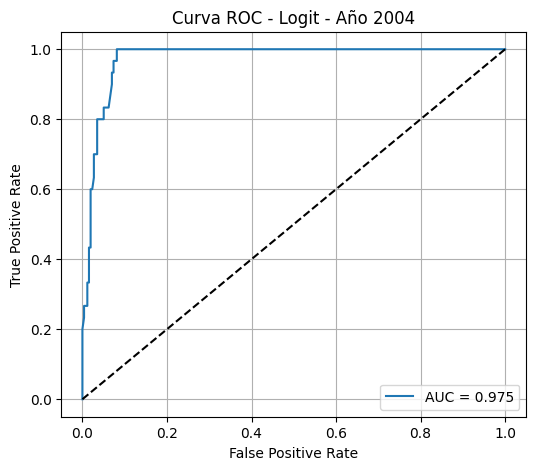 Curva ROC - Logit - Año 2004
True Positive Rate
1.0
0.8
0.6
0.4
0.2
0.0
0.0 0.2 0.4 0.6 0.8 1.0
False Positive Rate
AUC = 0.975